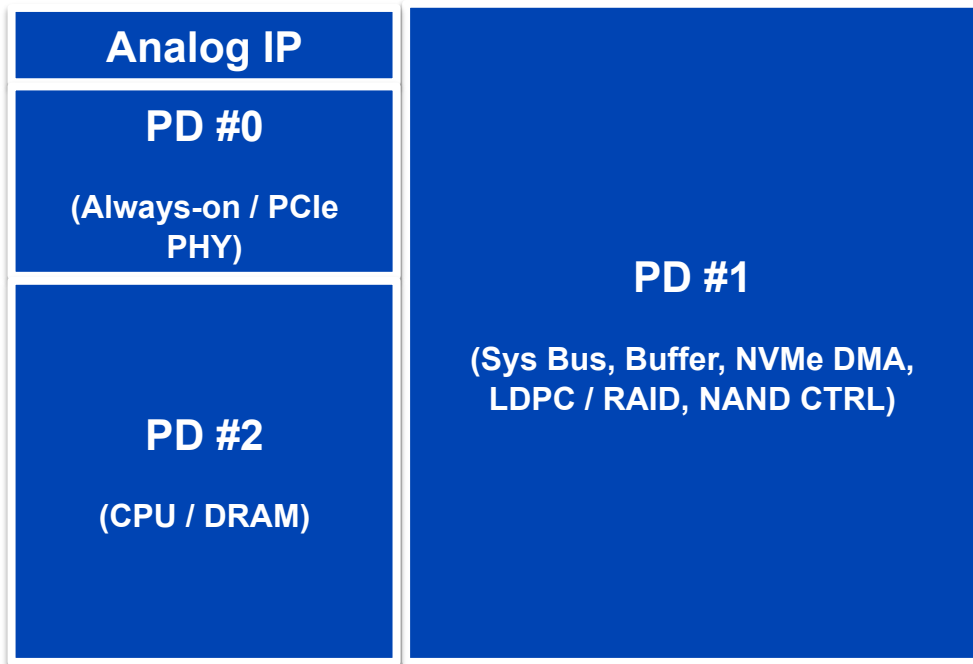 Analog IP
PD #0
(Always-on / PCIe
PHY)
PD #2
(CPU / DRAM)
PD #1
(Sys Bus, Buffer, NVMe DMA,
LDPC / RAID, NAND CTRL)